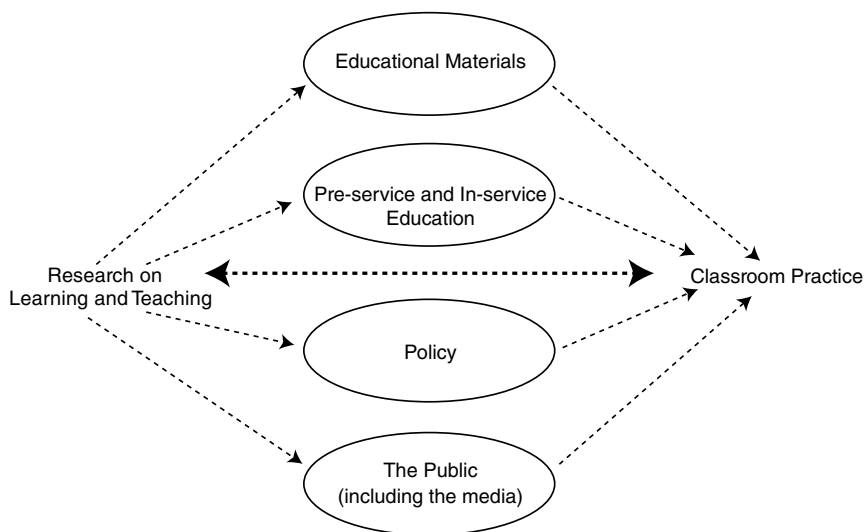 Educational Materials
Pre-service and In-service
Education
Research on
Learning and Teaching
Classroom Practice
Policy
The Public
(including the media)